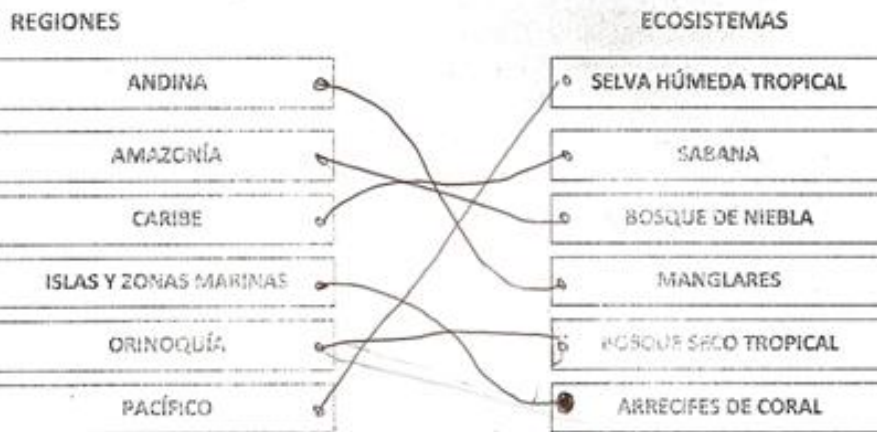 REGIONES ECOSISTEMAS
ANDINA SELVA HÚMEDA TROPICAL
AMAZONÍA SABANA
CARIBE BOSQUE DE NIEBLA
ISLAS Y ZONAS MARINAS MANGLARES
ORINOQUÍA BOSQUE SECO TROPICAL
PACÍFICO ARRECIFES DE CORAL